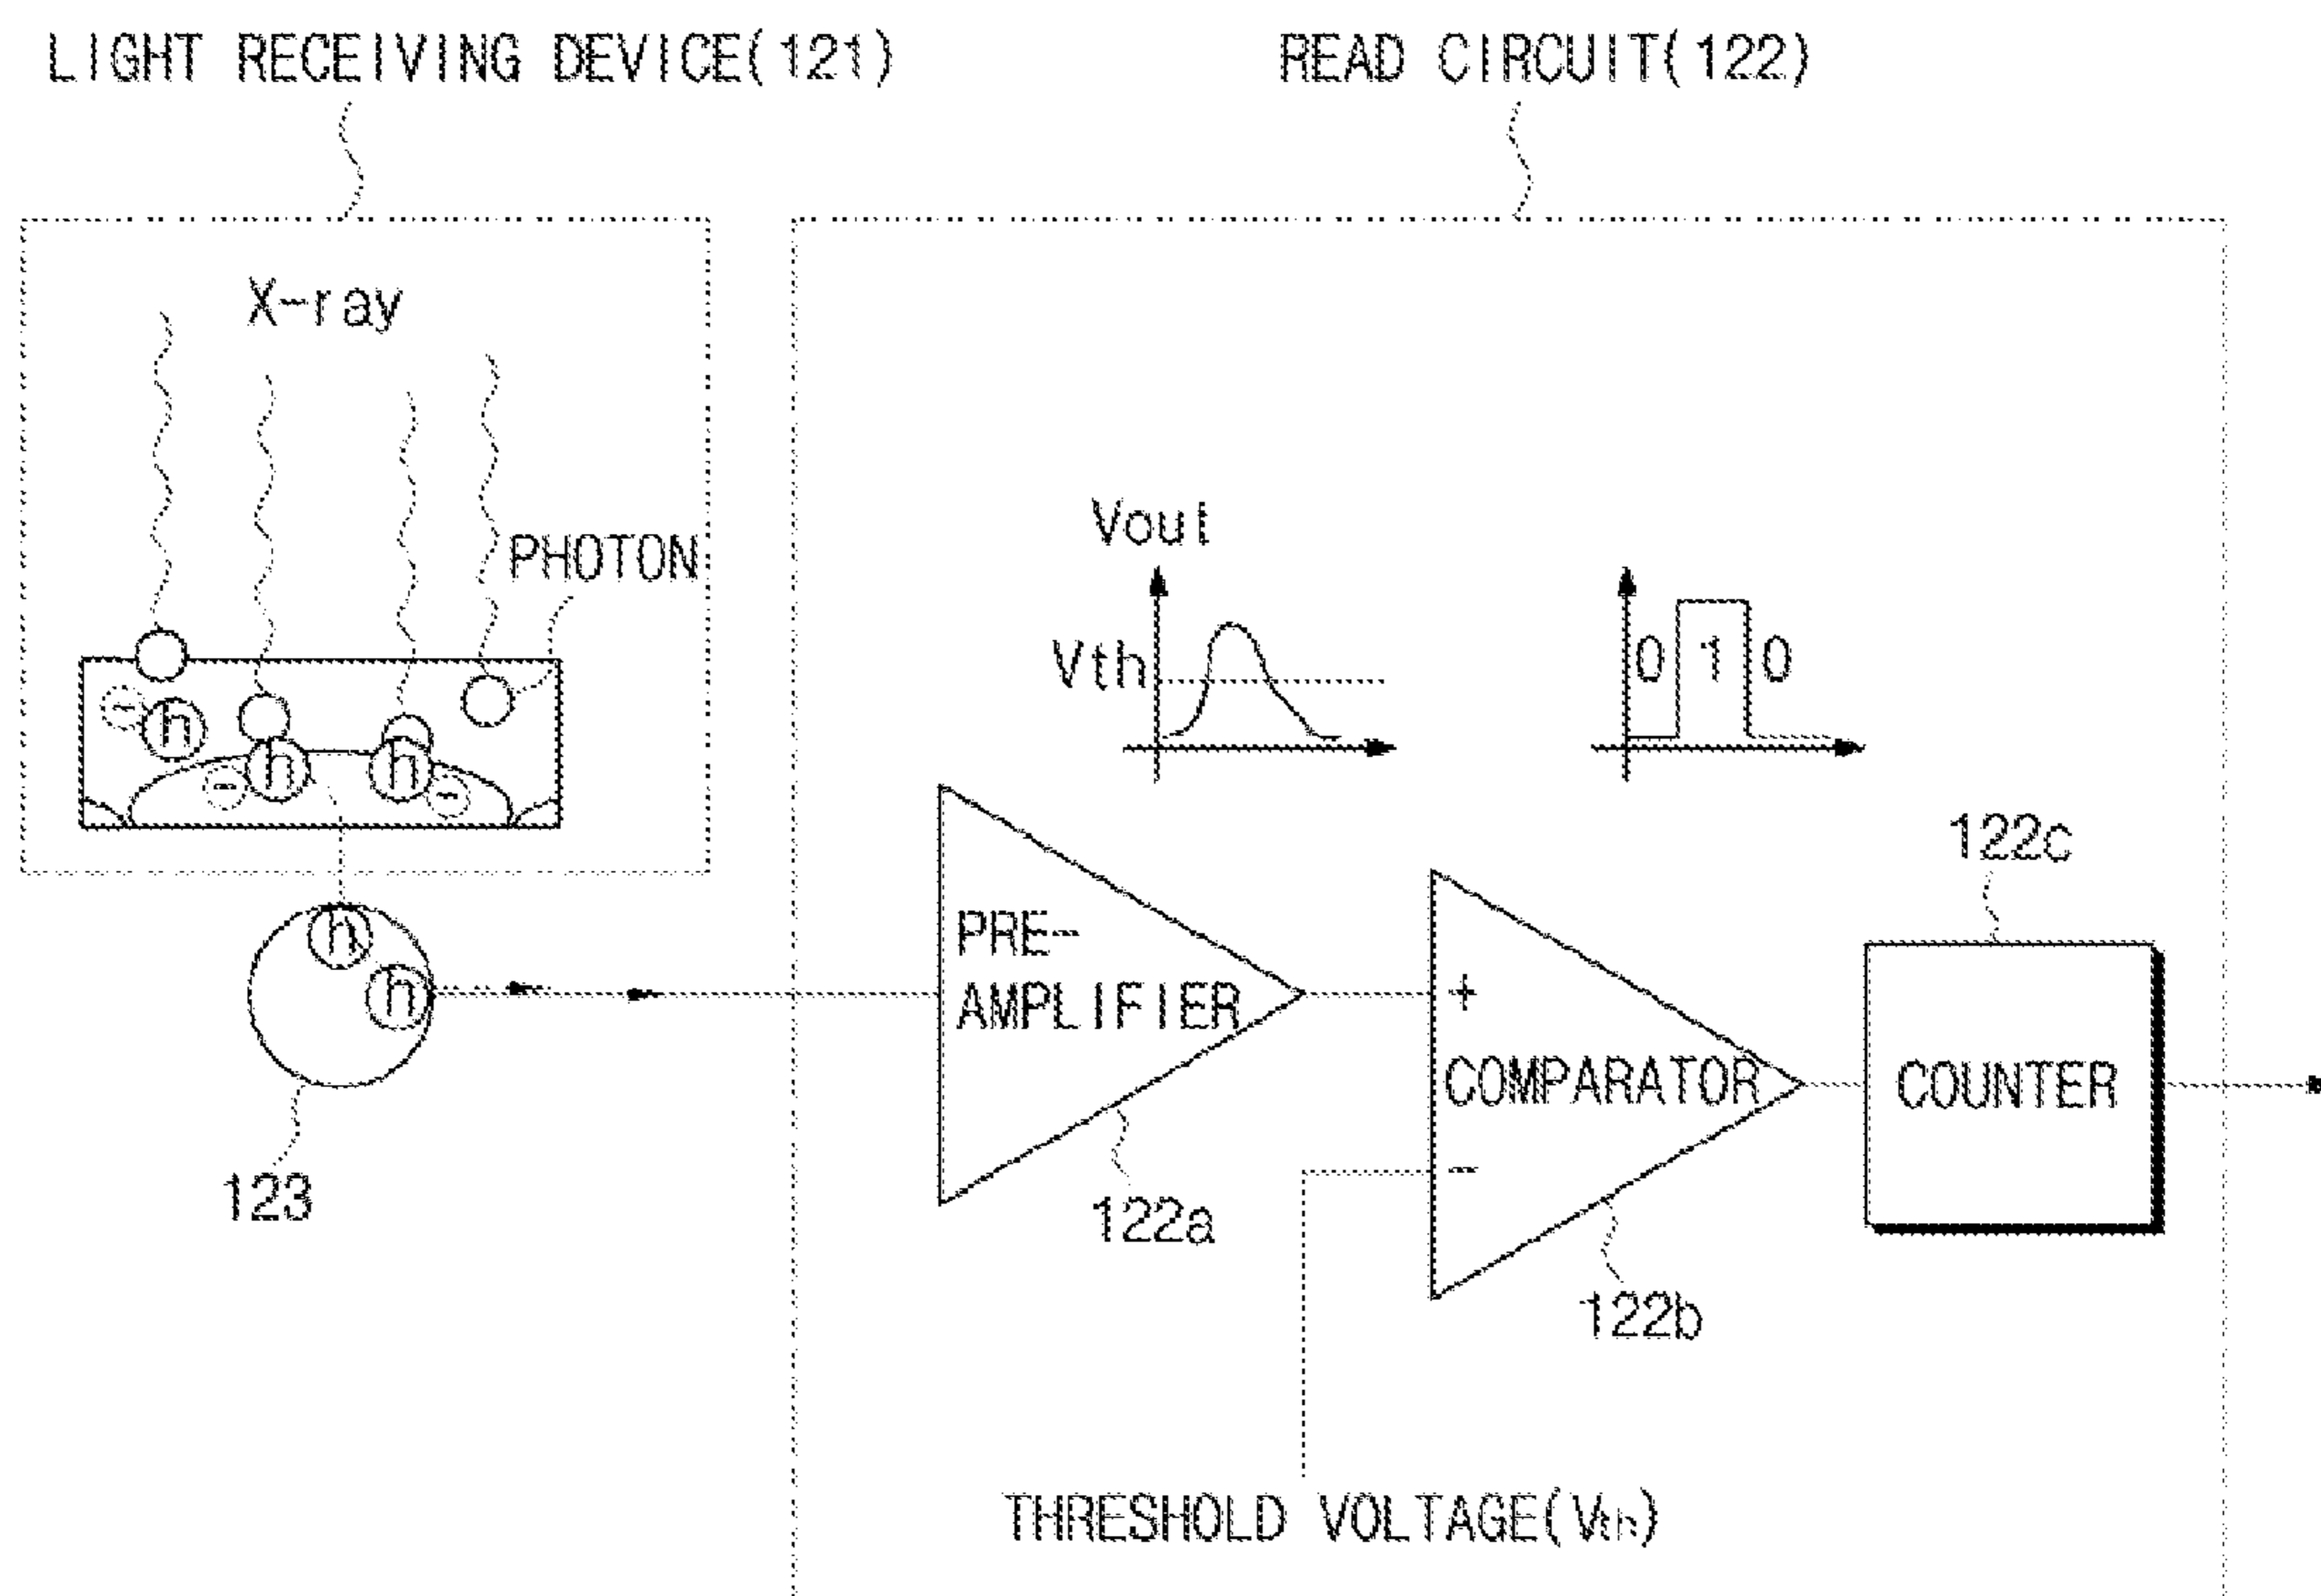 LIGHT RECEIVING DEVICE(121)
READ CIRCUIT(122)
X-ray
PHOTON
- h
h -
h -
h
h
123
Vout
Vth
0 1 0
PRE-
AMPLIFIER
122a
+
COMPARATOR
-
122b
122c
COUNTER
THRESHOLD VOLTAGE(Vth)